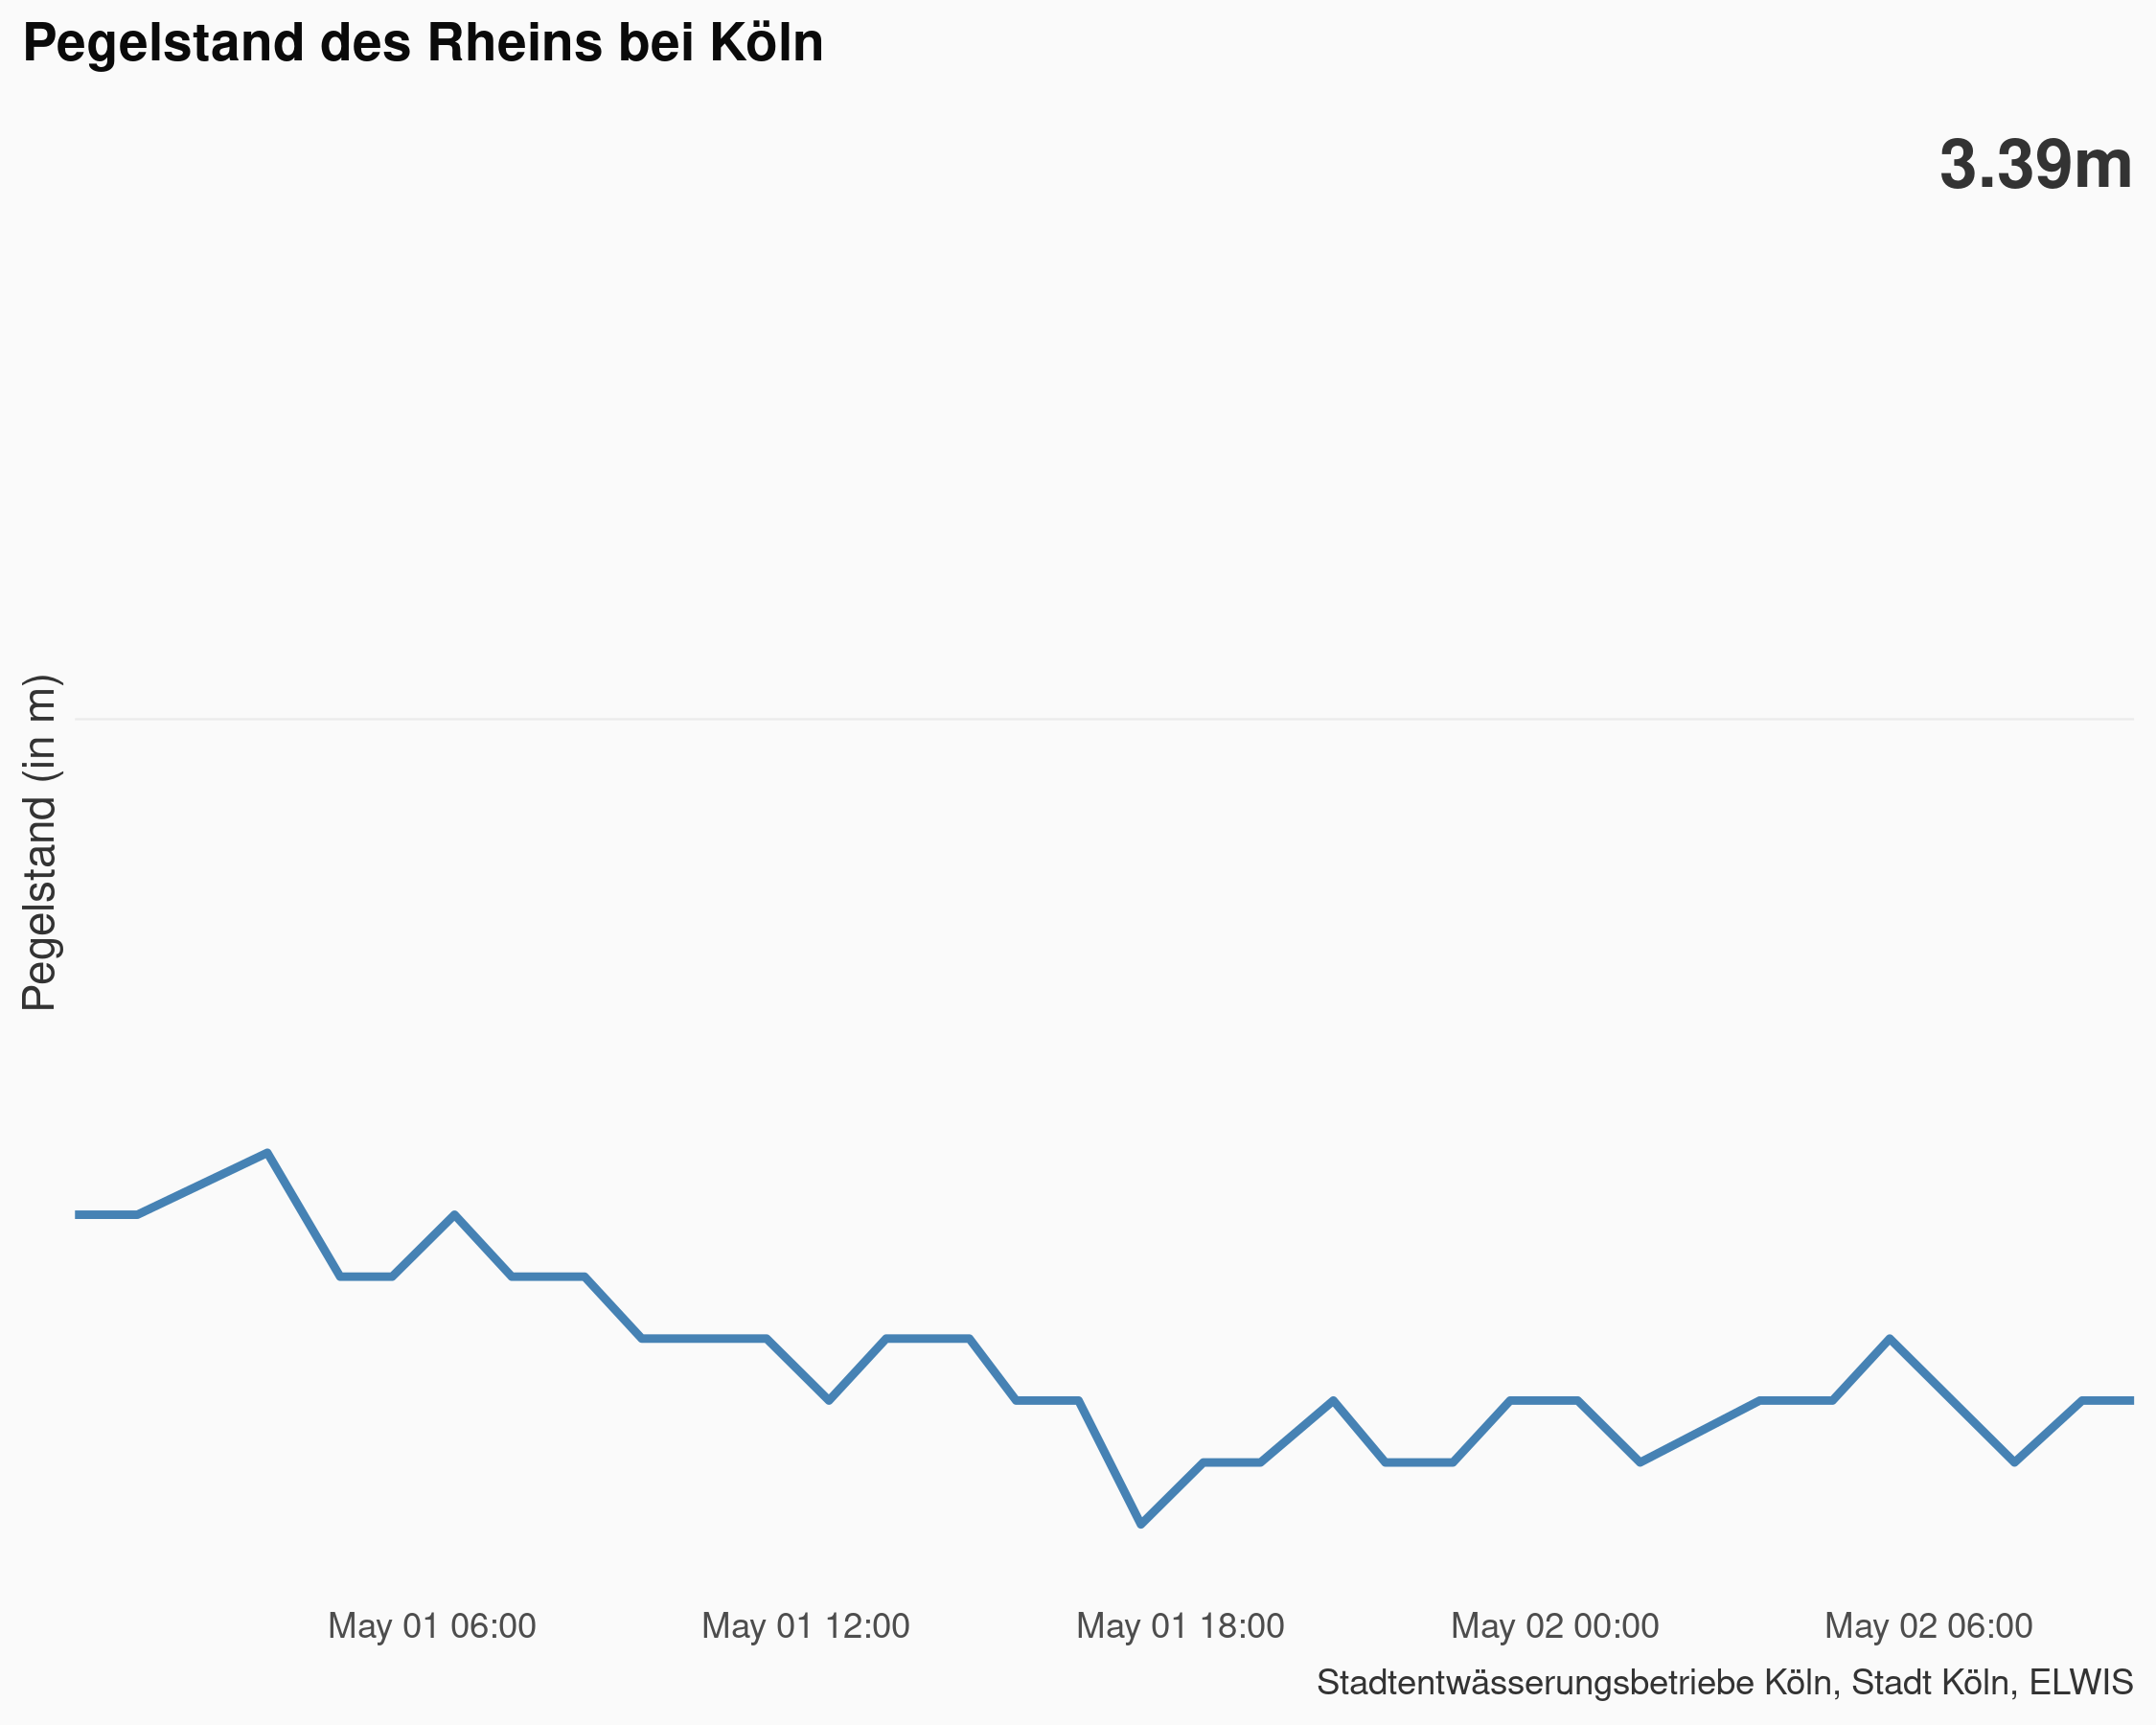 Pegelstand des Rheins bei Köln
3.39m
Pegelstand (in m)
May 01 06:00
May 01 12:00
May 01 18:00
May 02 00:00
May 02 06:00
Stadtentwässerungsbetriebe Köln, Stadt Köln, ELWIS